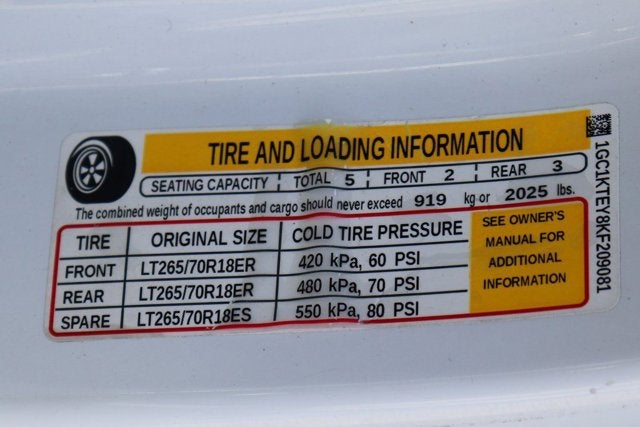 TIRE AND LOADING INFORMATION
SEATING CAPACITY TOTAL 5 FRONT 2 REAR 3
The combined weight of occupants and cargo should never exceed 919 kg or 2025 lbs.
TIRE ORIGINAL SIZE COLD TIRE PRESSURE
FRONT LT265/70R18ER 420 kPa, 60 PSI
REAR LT265/70R18ER 480 kPa, 70 PSI
SPARE LT265/70R18ES 550 kPa, 80 PSI
SEE OWNER'S
MANUAL FOR
ADDITIONAL
INFORMATION
1GC1KTEY8KF209081